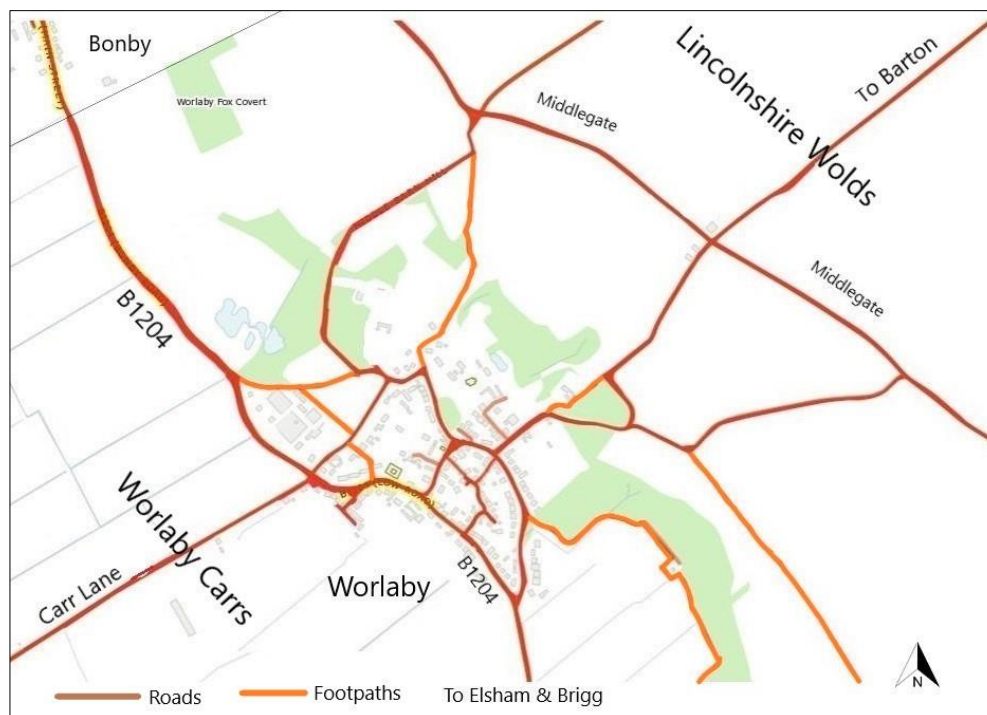 Bonby
Lincolnshire Wolds
To Barton
Worlaby Fox Covert
Middlegate
Middlegate
B1204
Worlaby Carrs
Carr Lane
Worlaby
B1204
N
Roads
Footpaths
To Elsham & Brigg